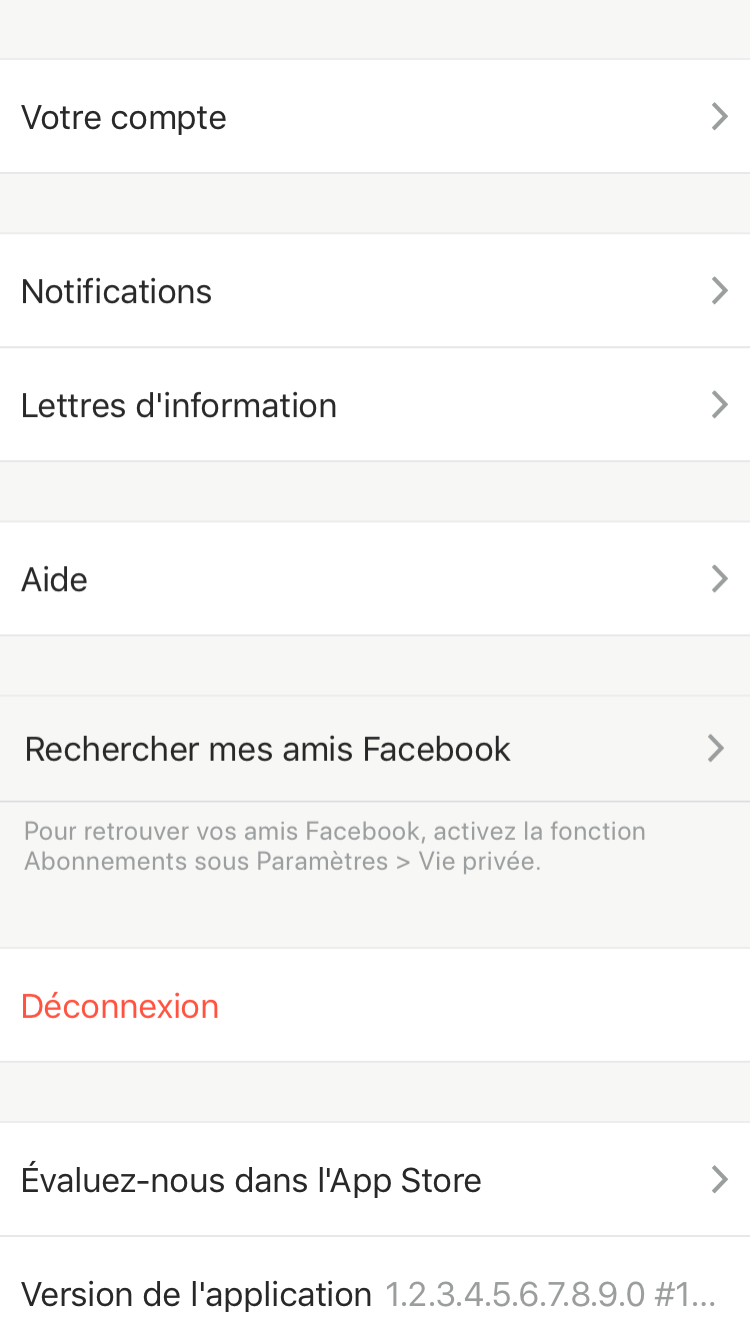 Votre compte
Notifications
Lettres d'information
Aide
Rechercher mes amis Facebook
Pour retrouver vos amis Facebook, activez la fonction
Abonnements sous Paramètres > Vie privée.
Déconnexion
Évaluez-nous dans l'App Store
Version de l'application 1.2.3.4.5.6.7.8.9.0 #1...